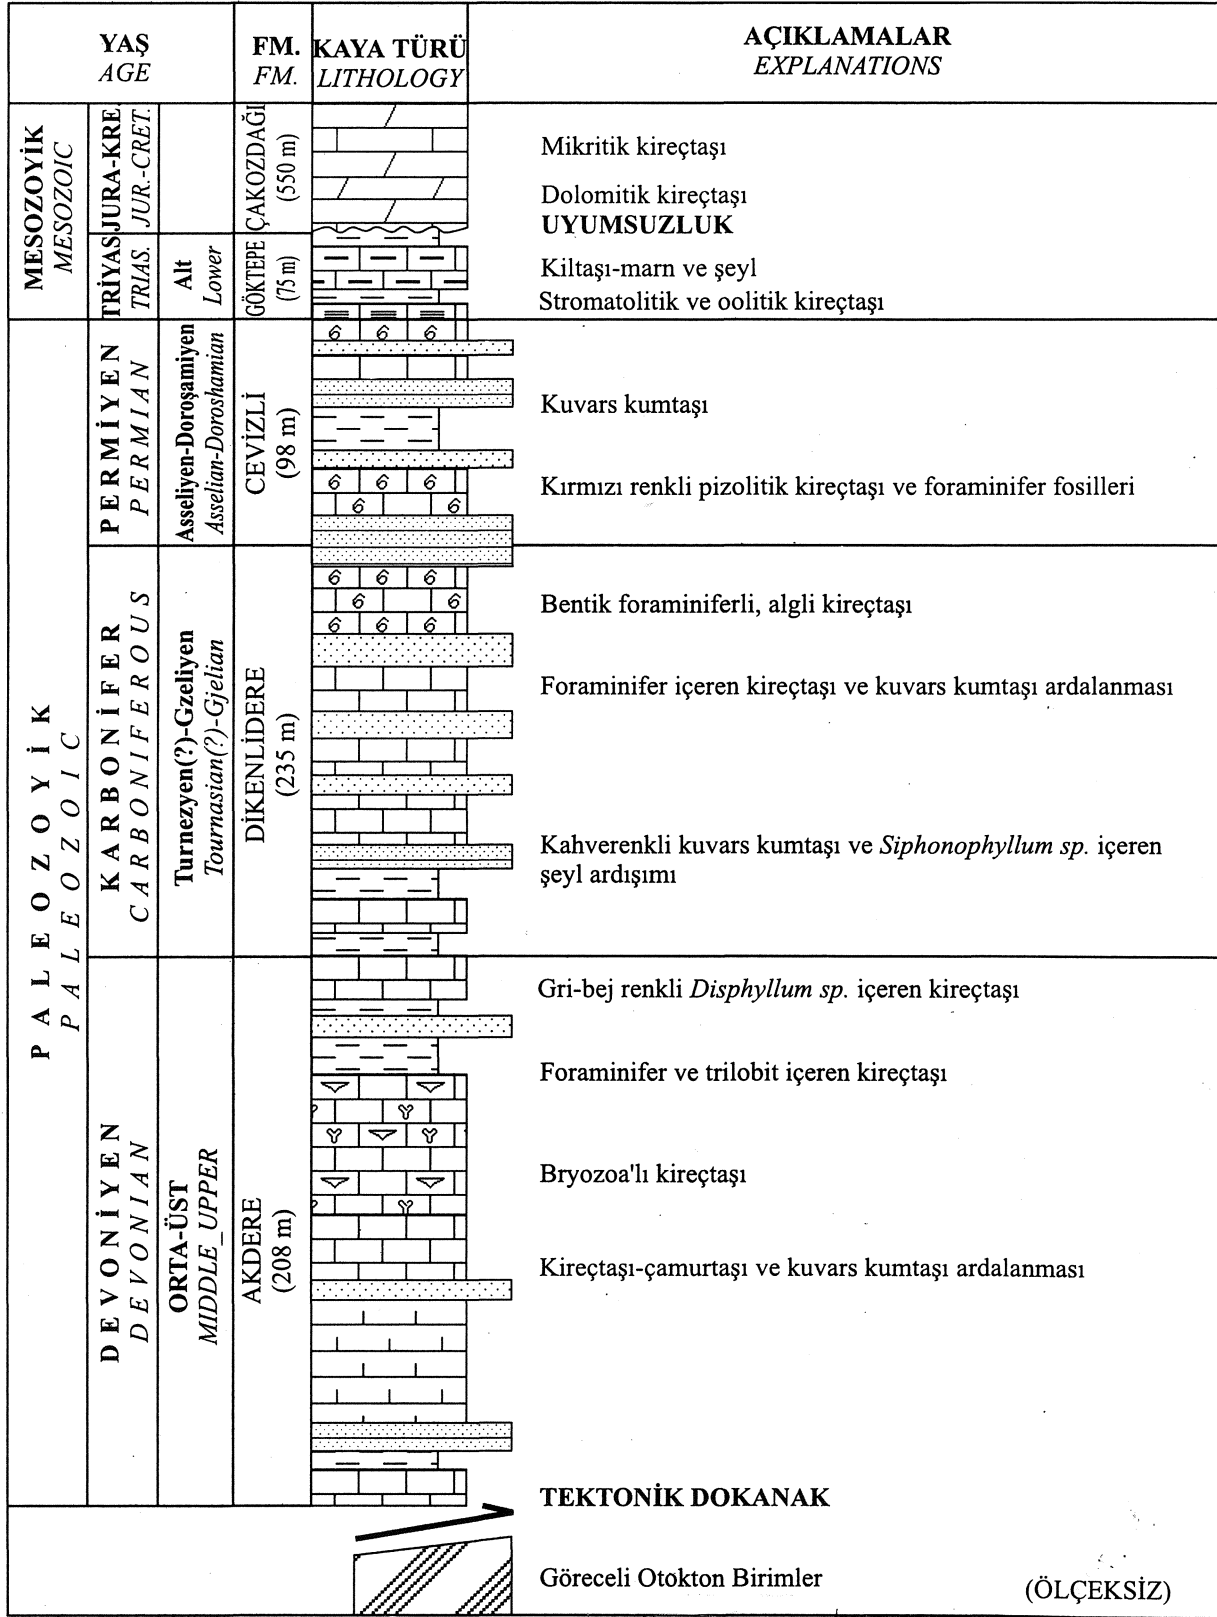 YAŞ
AGE
FM.
FM.
KAYA TÜRÜ
LITHOLOGY
AÇIKLAMALAR
EXPLANATIONS
MESOZOYİK
MESOZOIC
JURA-KRE.
JUR.-CRET.
ÇAKOZDAĞI
(550 m)
Mikritik kireçtaşı
Dolomitik kireçtaşı
UYUMSUZLUK
TRİYAS
TRIAS.
Alt
Lower
GÖKTEPE
(75 m)
Kiltaşı-marn ve şeyl
Stromatolitik ve oolitik kireçtaşı
PALEOZOYİK
PALEOZOIC
PERMİYEN
PERMIAN
Asseliyen-Doroşamiyen
Asselian-Doroshamian
CEVİZLİ
(98 m)
Kuvars kumtaşı
Kırmızı renkli pizolitik kireçtaşı ve foraminifer fosilleri
KARBONİFER
CARBONIFEROUS
Turnezyen(?)-Gzeliyen
Tournasian(?)-Gjelian
DİKENLİDERE
(235 m)
Bentik foraminiferli, algli kireçtaşı
Foraminifer içeren kireçtaşı ve kuvars kumtaşı ardalanması
Kahverenkli kuvars kumtaşı ve Siphonophyllum sp. içeren
şeyl ardışımı
DEVONİYEN
DEVONIAN
ORTA-ÜST
MIDDLE_UPPER
AKDERE
(208 m)
Gri-bej renkli Disphyllum sp. içeren kireçtaşı
Foraminifer ve trilobit içeren kireçtaşı
Bryozoa'lı kireçtaşı
Kireçtaşı-çamurtaşı ve kuvars kumtaşı ardalanması
TEKTONİK DOKANAK
Göreceli Otokton Birimler
(ÖLÇEKSİZ)